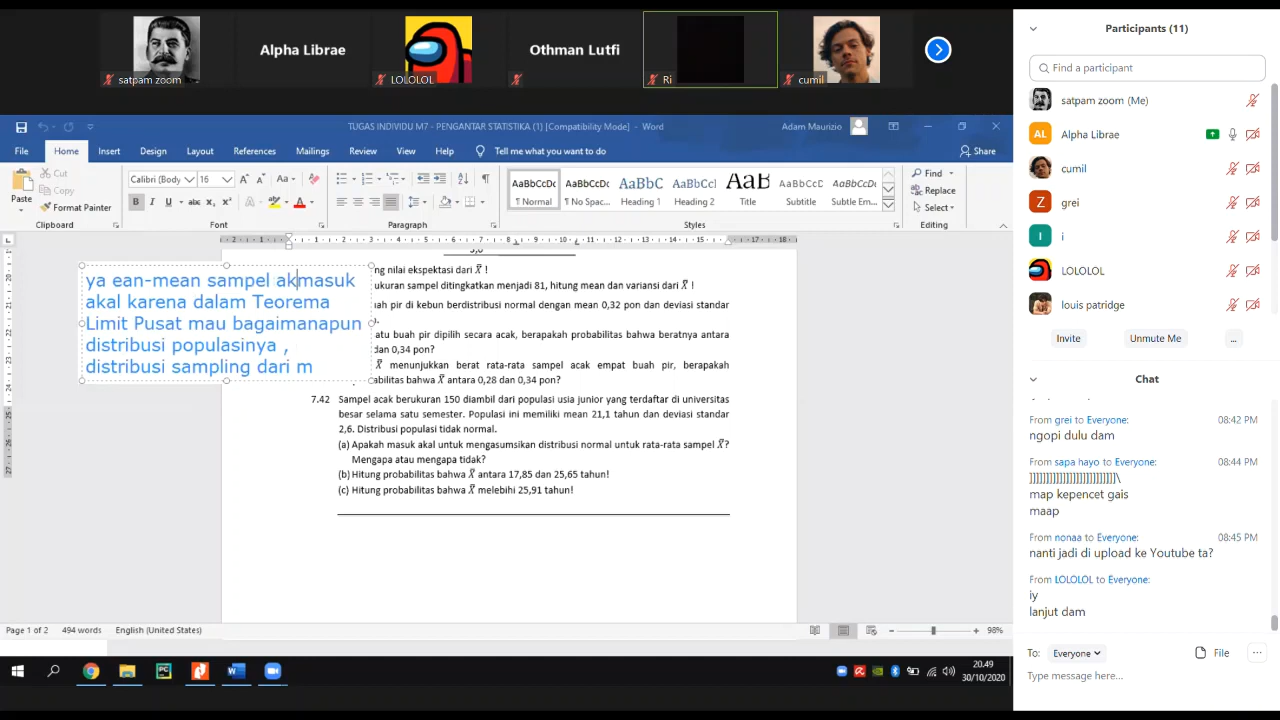 satpam zoom
Alpha Librae
LOLOLOL
Othman Lutfi
Ri
cumil
TUGAS INDIVIDU M7 - PENGANTAR STATISTIKA (1) [Compatibility Mode] - Word
Adam Maurizio
File Home Insert Design Layout References Mailings Review View Help Tell me what you want to do Share
Paste
Cut
Copy
Format Painter
Clipboard
Calibri (Body) 16
Font
Paragraph
AaBbCcDc AaBbCcDc AaBbC AaBbCcI AaB AaBbCcD AaBbCcDc
¶ Normal ¶ No Spac... Heading 1 Heading 2 Title Subtitle Subtle Em...
Styles
Find
Replace
Select
Editing
ya ean-mean sampel akmasuk
akal karena dalam Teorema
Limit Pusat mau bagaimanapun
distribusi populasinya ,
distribusi sampling dari m
ng nilai ekspektasi dari X̄ !
ukuran sampel ditingkatkan menjadi 81, hitung mean dan variansi dari X̄ !
uah pir di kebun berdistribusi normal dengan mean 0,32 pon dan deviasi standar
atu buah pir dipilih secara acak, berapakah probabilitas bahwa beratnya antara
dan 0,34 pon?
X̄ menunjukkan berat rata-rata sampel acak empat buah pir, berapakah
abilitas bahwa X̄ antara 0,28 dan 0,34 pon?
7.42 Sampel acak berukuran 150 diambil dari populasi usia junior yang terdaftar di universitas
besar selama satu semester. Populasi ini memiliki mean 21,1 tahun dan deviasi standar
2,6. Distribusi populasi tidak normal.
(a) Apakah masuk akal untuk mengasumsikan distribusi normal untuk rata-rata sampel X̄?
Mengapa atau mengapa tidak?
(b) Hitung probabilitas bahwa X̄ antara 17,85 dan 25,65 tahun!
(c) Hitung probabilitas bahwa X̄ melebihi 25,91 tahun!
Page 1 of 2 494 words English (United States)
98%
20.49
30/10/2020
Participants (11)
Find a participant
satpam zoom (Me)
AL Alpha Librae
cumil
Z grei
I i
LOLOLOL
louis patridge
Invite Unmute Me ...
Chat
From grei to Everyone: 08:42 PM
ngopi dulu dam
From sapa hayo to Everyone: 08:44 PM
map kepencet gais
maap
From nonaa to Everyone: 08:45 PM
nanti jadi di upload ke Youtube ta?
From LOLOLOL to Everyone:
iy
lanjut dam
To: Everyone File
Type message here...